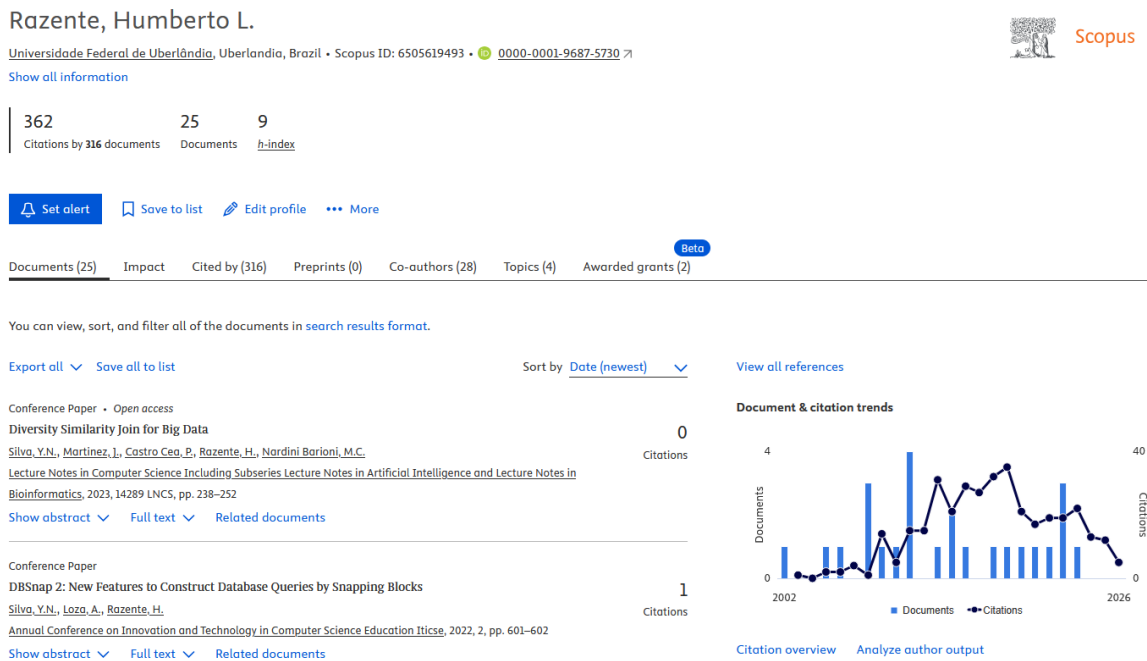 Razente, Humberto L.
Scopus
Universidade Federal de Uberlândia, Uberlandia, Brazil • Scopus ID: 6505619493 • iD 0000-0001-9687-5730 ↗
Show all information
362 25 9
Citations by 316 documents Documents h-index
Set alert Save to list Edit profile ••• More
Beta
Documents (25) Impact Cited by (316) Preprints (0) Co-authors (28) Topics (4) Awarded grants (2)
You can view, sort, and filter all of the documents in search results format.
Export all Save all to list Sort by Date (newest)
Conference Paper • Open access
Diversity Similarity Join for Big Data
Silva, Y.N., Martinez, J., Castro Cea, P., Razente, H., Nardini Barioni, M.C.
Lecture Notes in Computer Science Including Subseries Lecture Notes in Artificial Intelligence and Lecture Notes in
Bioinformatics, 2023, 14289 LNCS, pp. 238–252
0
Citations
Show abstract Full text Related documents
Conference Paper
DBSnap 2: New Features to Construct Database Queries by Snapping Blocks
Silva, Y.N., Loza, A., Razente, H.
Annual Conference on Innovation and Technology in Computer Science Education Iticse, 2022, 2, pp. 601–602
1
Citations
Show abstract Full text Related documents
View all references
Document & citation trends
4 40
Documents
Citations
0 0
2002 2026
Documents Citations
Citation overview Analyze author output